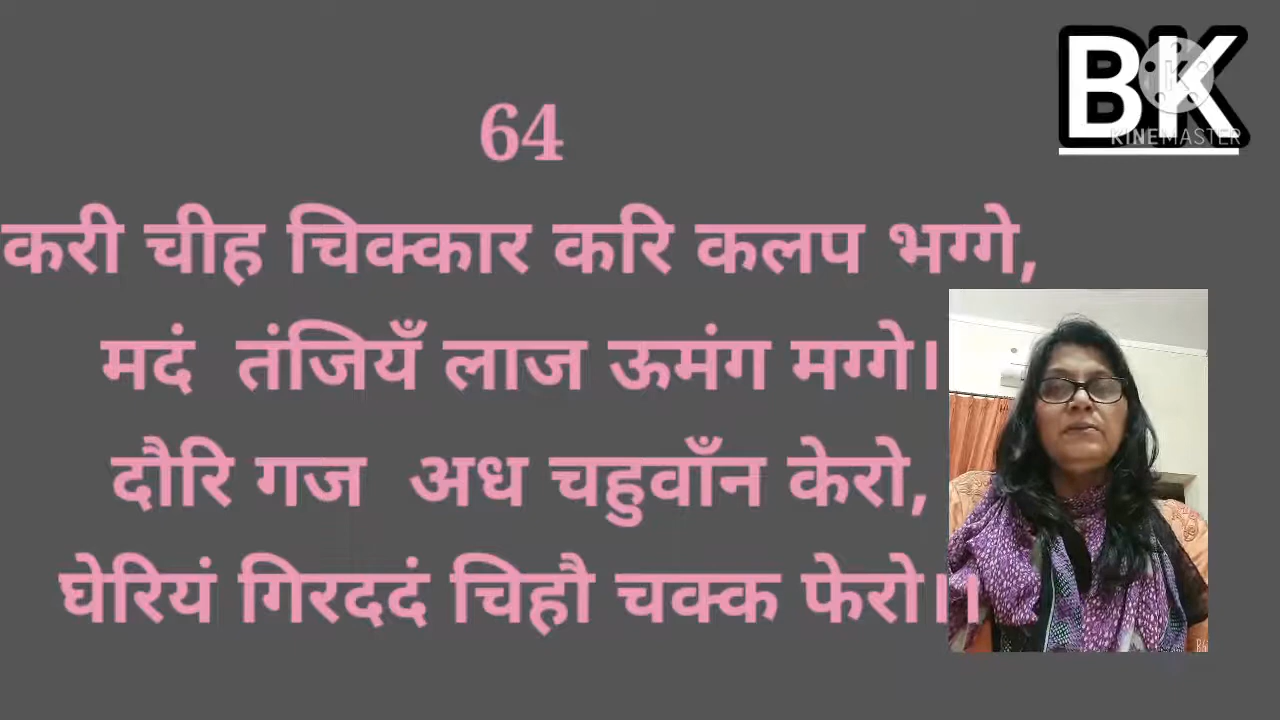 BK
KINEMASTER
64
करी चीह चिक्कार करि कलप भग्गे,
मदं तंजियँ लाज ऊमंग मग्गे।
दौरि गज अध चहुवाँन केरो,
घेरियं गिरददं चिहौ चक्क फेरो।।